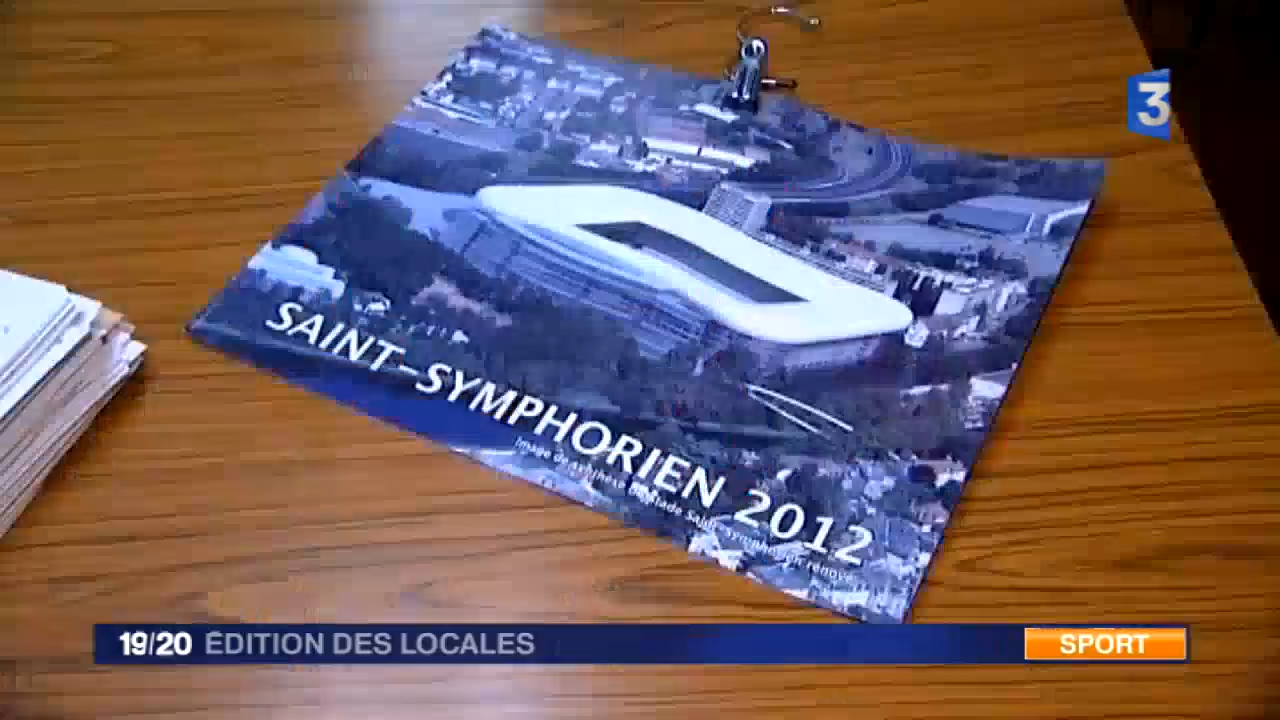 3
SAINT-SYMPHORIEN 2012
Image de synthèse du stade Saint-symphorien rénové
19/20 ÉDITION DES LOCALES
SPORT